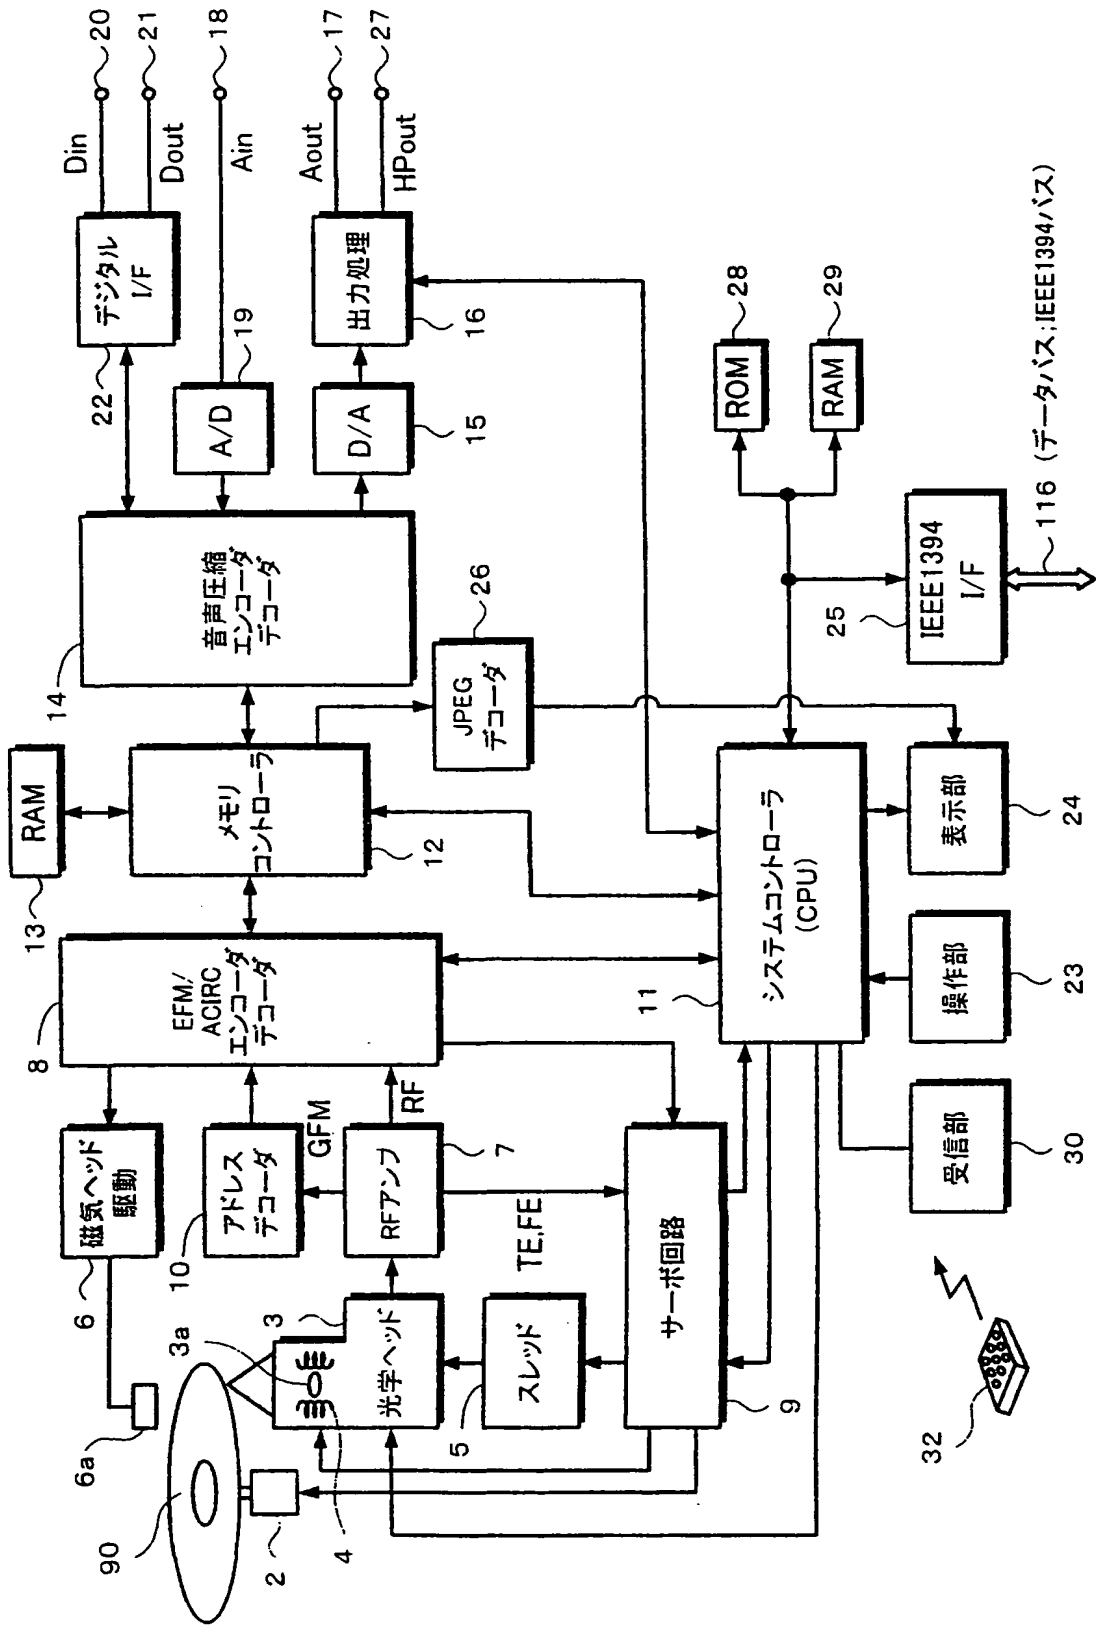 90
6a
2
4
3a
3
光学ヘッド
6
磁気ヘッド
駆動
10
アドレス
デコーダ
GFM
RFアンプ
7
RF
TE,FE
5
スレッド
サーボ回路
9
8
EFM/
ACIRC
エンコーダ
デコーダ
13
RAM
メモリ
コントローラ
12
14
音声圧縮
エンコーダ
デコーダ
JPEG
デコーダ
26
22
デジタル
I/F
Din
20
Dout
21
A/D
19
Ain
18
D/A
15
出力処理
16
Aout
17
HPout
27
11
システムコントローラ
(CPU)
ROM
28
RAM
29
25
IEEE1394
I/F
116 (データバス;IEEE1394バス)
表示部
24
操作部
23
受信部
30
32